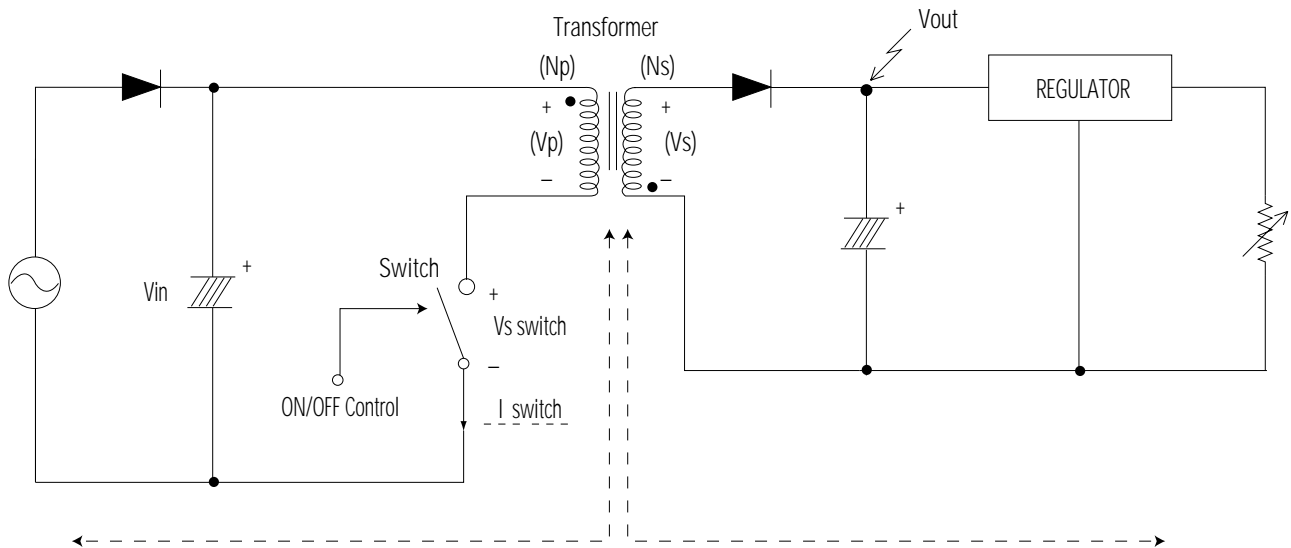 Transformer
Vout
(Np)
(Ns)
REGULATOR
+
+
(Vp)
(Vs)
−
−
+
+
Vin
Switch
+
Vs switch
−
ON/OFF Control
I switch